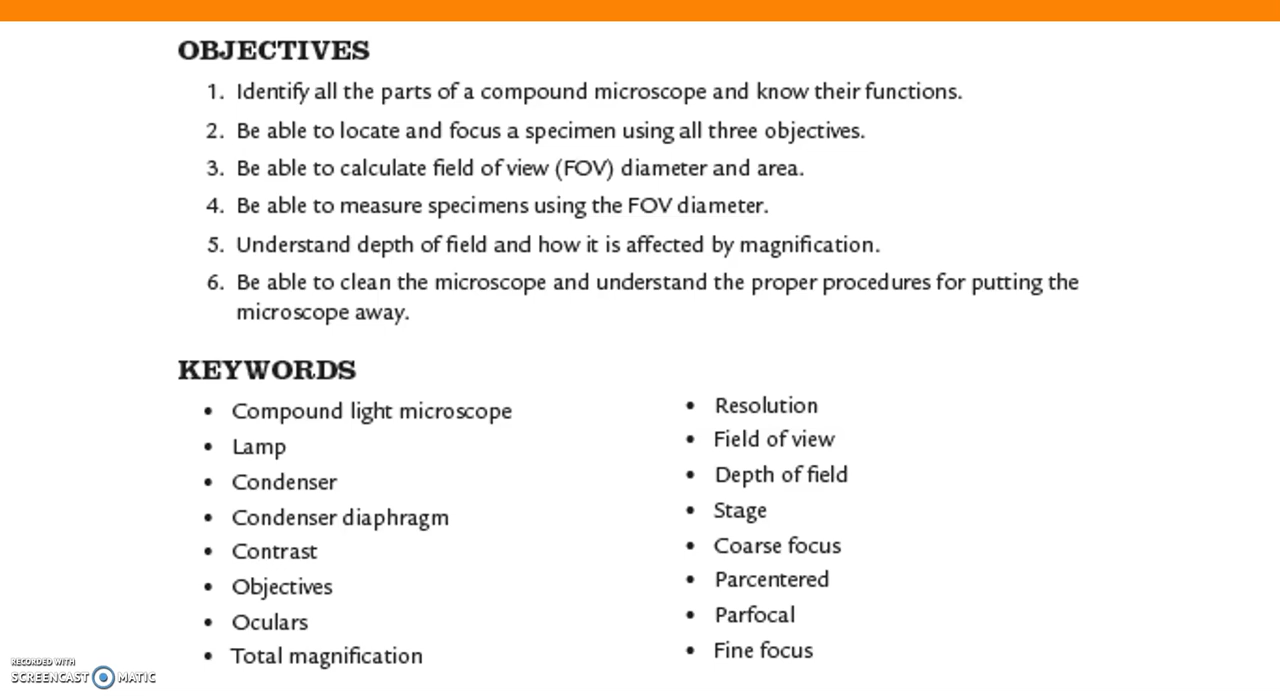 OBJECTIVES
1. Identify all the parts of a compound microscope and know their functions.
2. Be able to locate and focus a specimen using all three objectives.
3. Be able to calculate field of view (FOV) diameter and area.
4. Be able to measure specimens using the FOV diameter.
5. Understand depth of field and how it is affected by magnification.
6. Be able to clean the microscope and understand the proper procedures for putting the
microscope away.
KEYWORDS
• Compound light microscope
• Lamp
• Condenser
• Condenser diaphragm
• Contrast
• Objectives
• Oculars
• Total magnification
• Resolution
• Field of view
• Depth of field
• Stage
• Coarse focus
• Parcentered
• Parfocal
• Fine focus
RECORDED WITH
SCREENCAST MATIC